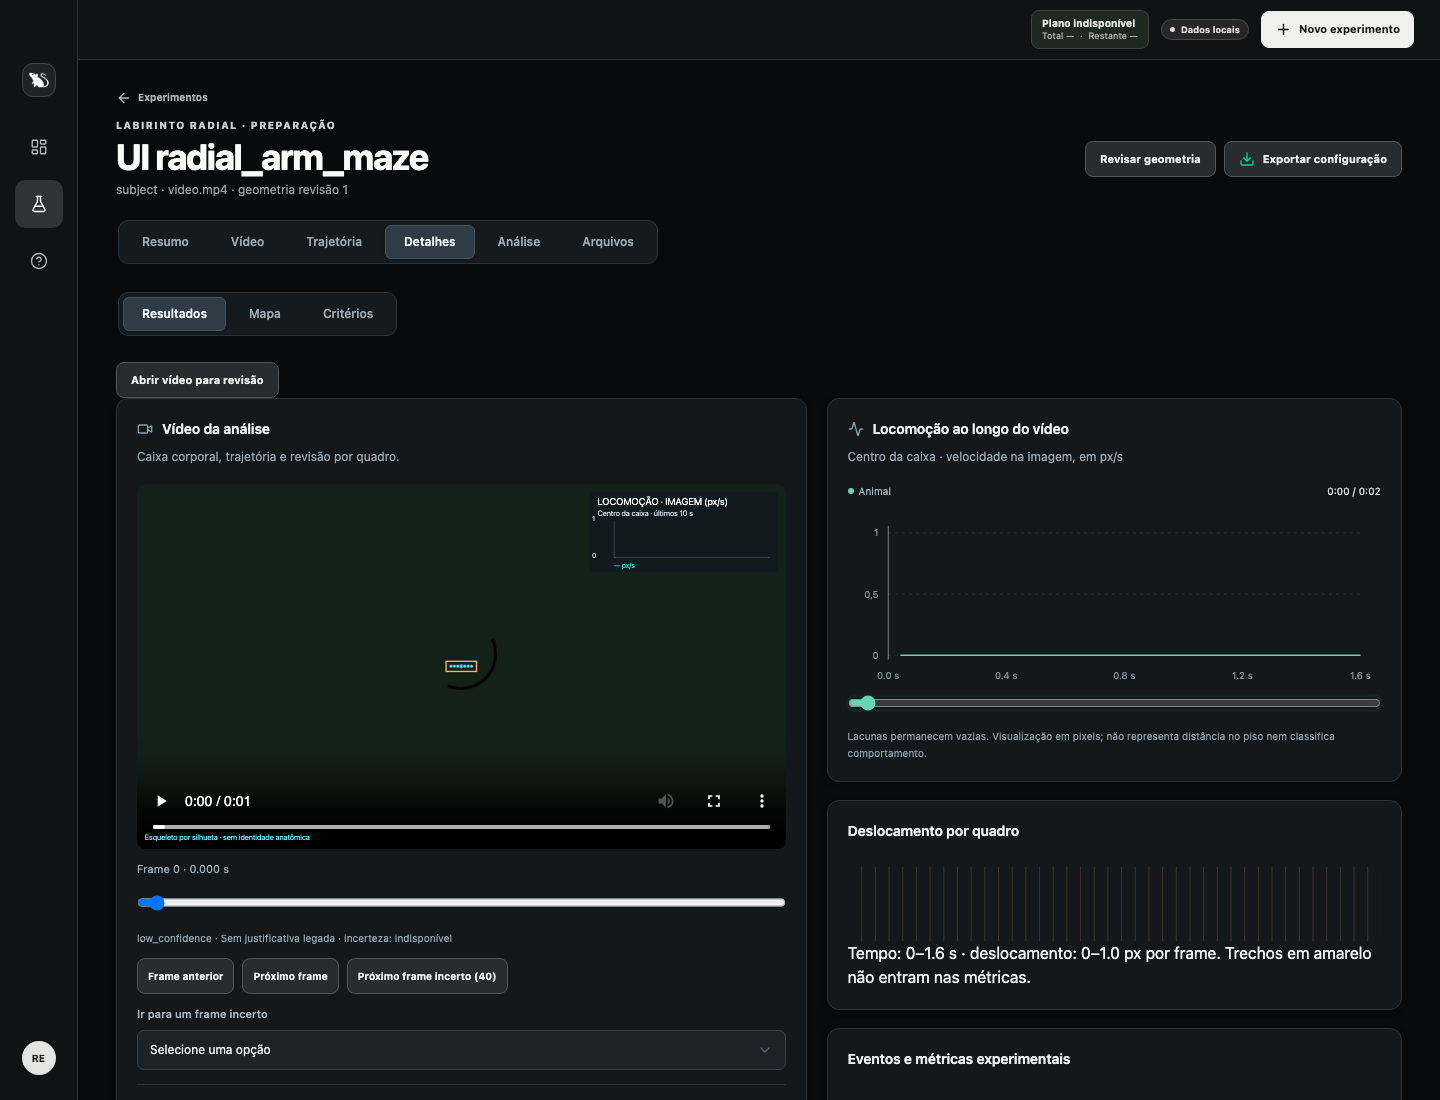 Plano indisponível
Total — · Restante —
Dados locais
Novo experimento
Experimentos
LABIRINTO RADIAL · PREPARAÇÃO
UI radial_arm_maze
subject · video.mp4 · geometria revisão 1
Revisar geometria
Exportar configuração
Resumo
Vídeo
Trajetória
Detalhes
Análise
Arquivos
Resultados
Mapa
Critérios
Abrir vídeo para revisão
Vídeo da análise
Caixa corporal, trajetória e revisão por quadro.
LOCOMOÇÃO · IMAGEM (px/s)
Centro da caixa · últimos 10 s
1
0
— px/s
0:00 / 0:01
Esqueleto por silhueta · sem identidade anatômica
Frame 0 · 0.000 s
low_confidence · Sem justificativa legada · incerteza: indisponível
Frame anterior
Próximo frame
Próximo frame incerto (40)
Ir para um frame incerto
Selecione uma opção
Locomoção ao longo do vídeo
Centro da caixa · velocidade na imagem, em px/s
Animal
0:00 / 0:02
1
0,5
0
0.0 s
0.4 s
0.8 s
1.2 s
1.6 s
Lacunas permanecem vazias. Visualização em pixels; não representa distância no piso nem classifica
comportamento.
Deslocamento por quadro
Tempo: 0–1.6 s · deslocamento: 0–1.0 px por frame. Trechos em amarelo
não entram nas métricas.
Eventos e métricas experimentais
RE